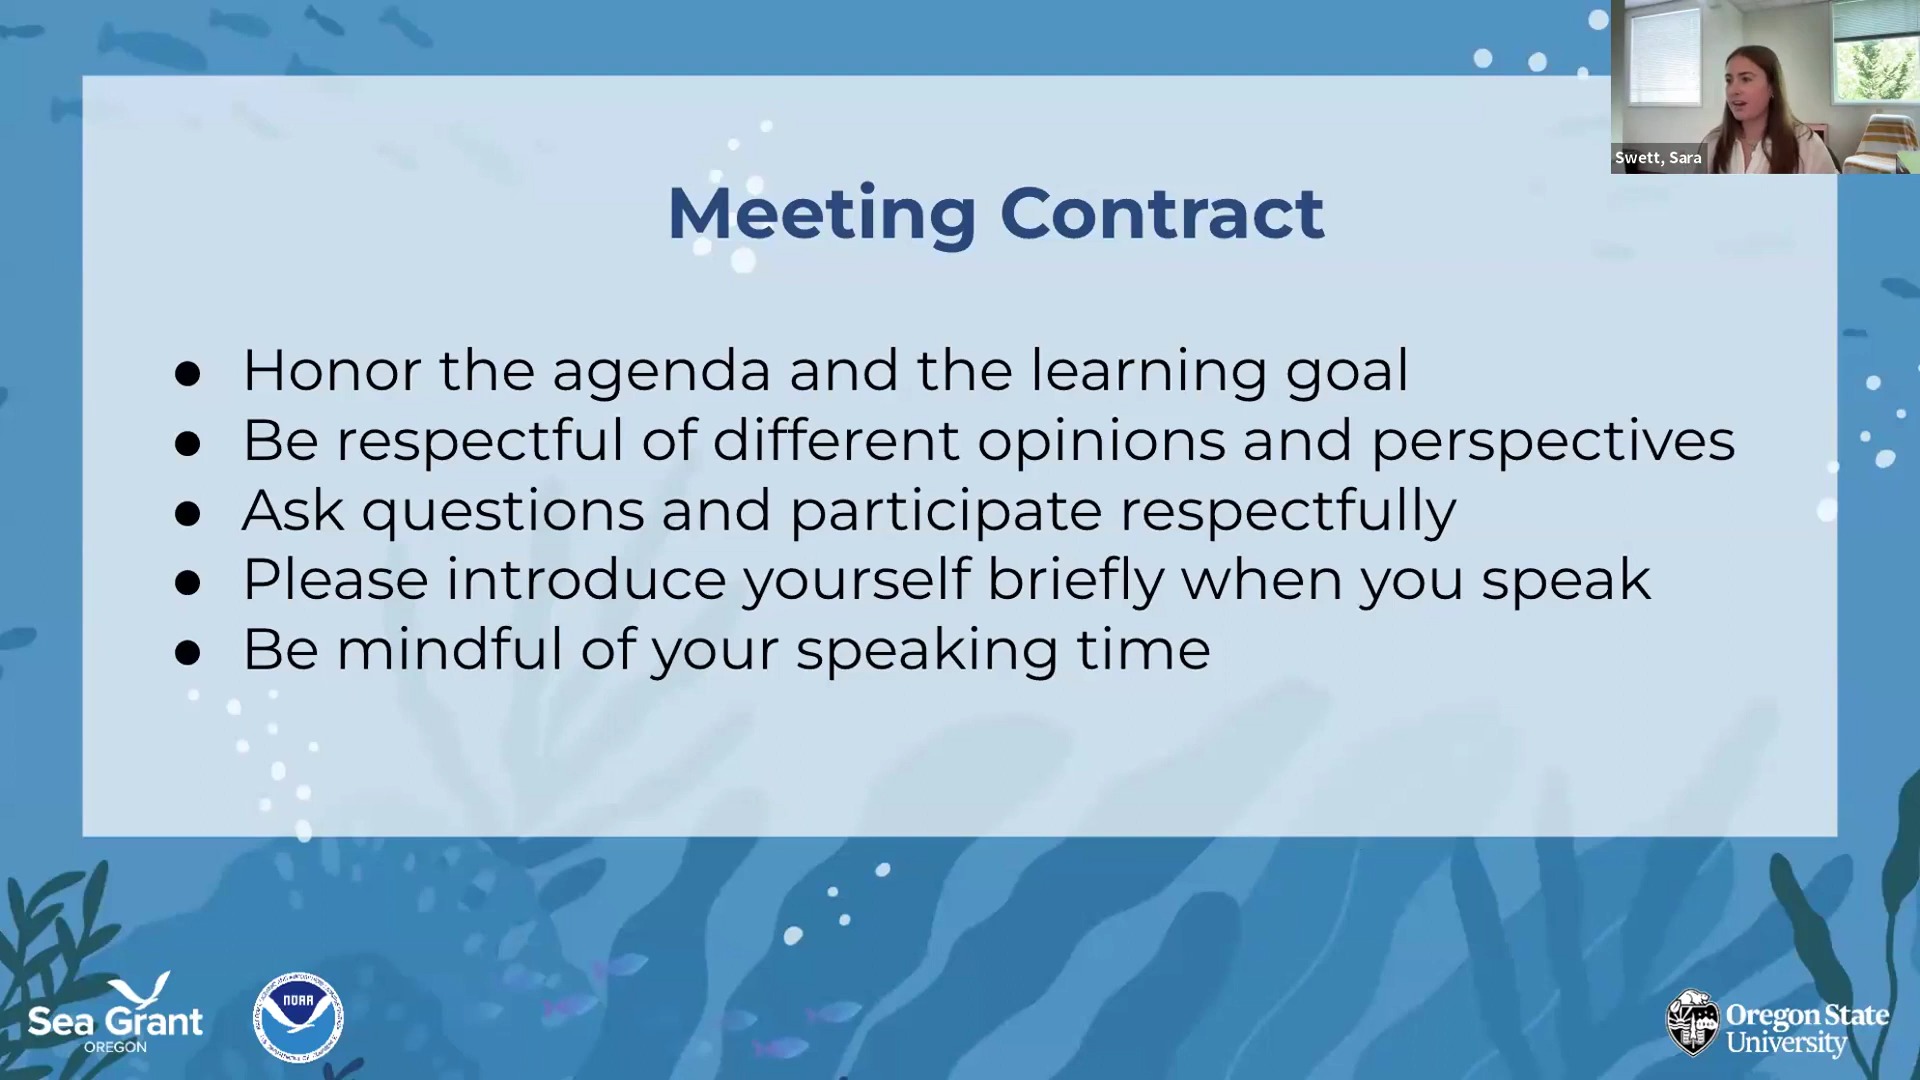 Swett, Sara
Meeting Contract
● Honor the agenda and the learning goal
● Be respectful of different opinions and perspectives
● Ask questions and participate respectfully
● Please introduce yourself briefly when you speak
● Be mindful of your speaking time
Sea Grant
OREGON
NOAA
Oregon State
University